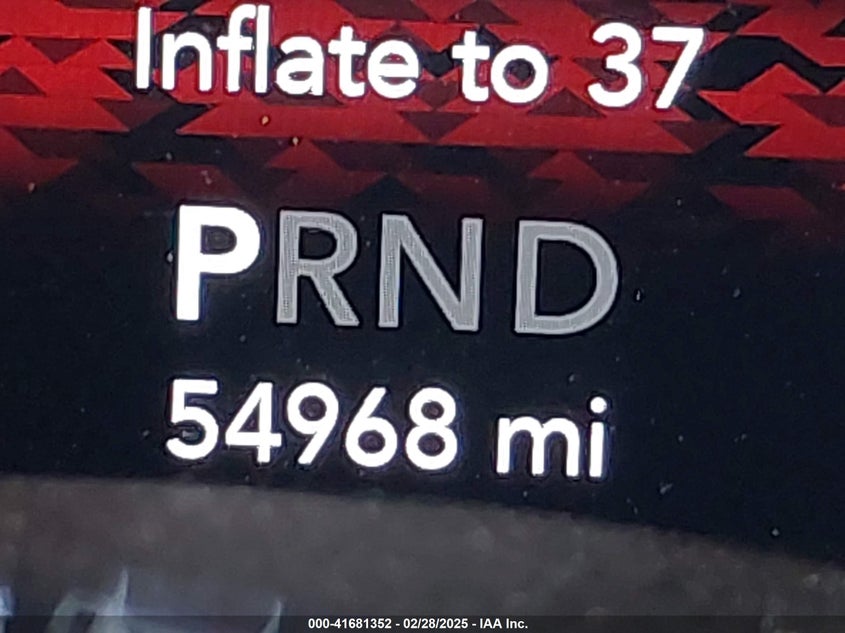 Inflate to 37
PRND
54968 mi
000-41681352 - 02/28/2025 - IAA Inc.